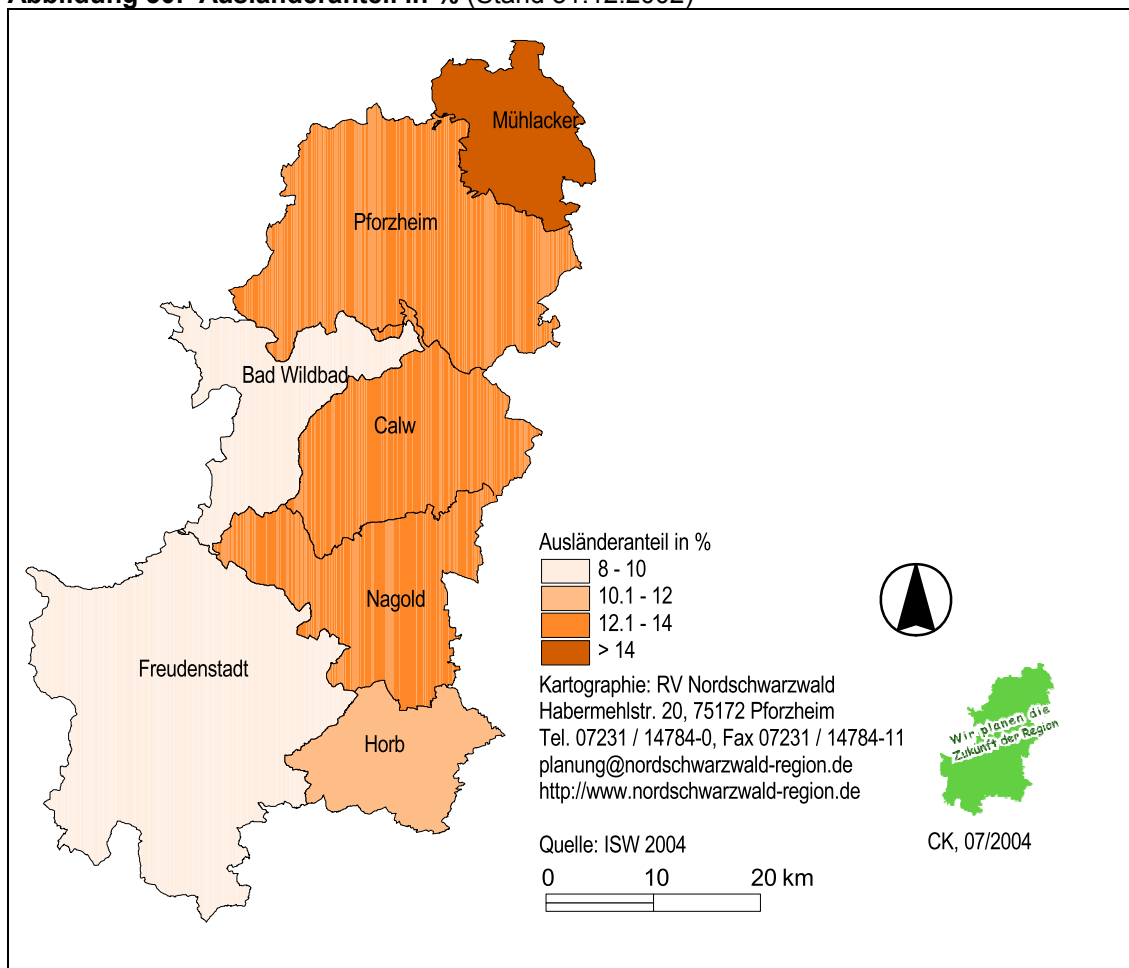 Mühlacker
Pforzheim
Bad Wildbad
Calw
Nagold
Freudenstadt
Horb
Ausländeranteil in %
8 - 10
10.1 - 12
12.1 - 14
> 14
Kartographie: RV Nordschwarzwald
Habermehlstr. 20, 75172 Pforzheim
Tel. 07231 / 14784-0, Fax 07231 / 14784-11
planung@nordschwarzwald-region.de
http://www.nordschwarzwald-region.de
Wir planen die
Zukunft der Region
Quelle: ISW 2004
CK, 07/2004
0 10 20 km